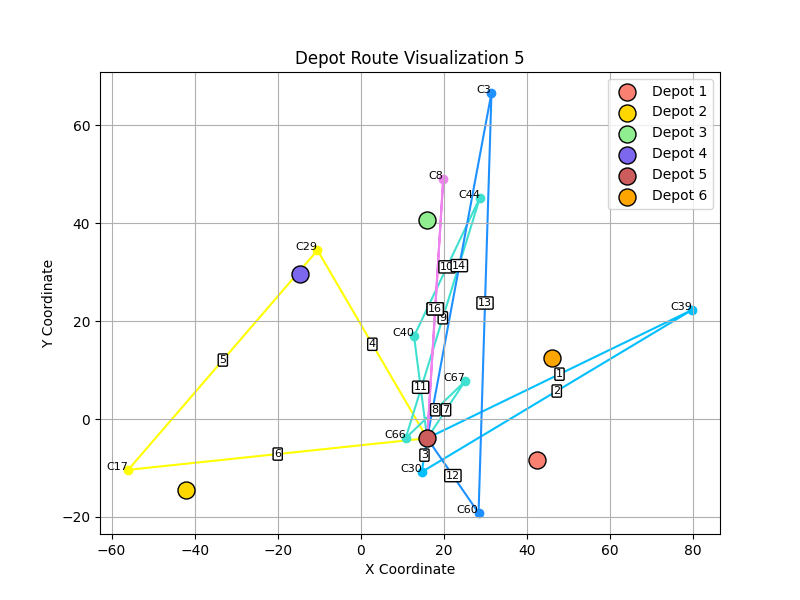 Depot Route Visualization 5
Depot 1
Depot 2
Depot 3
Depot 4
Depot 5
Depot 6
Y Coordinate
60
40
20
0
−20
C3
C8
C44
C29
C39
C40
C67
C66
C17
C30
C60
10
14
13
16
9
4
5
11
1
2
8
7
3
6
12
−60
−40
−20
0
20
40
60
80
X Coordinate